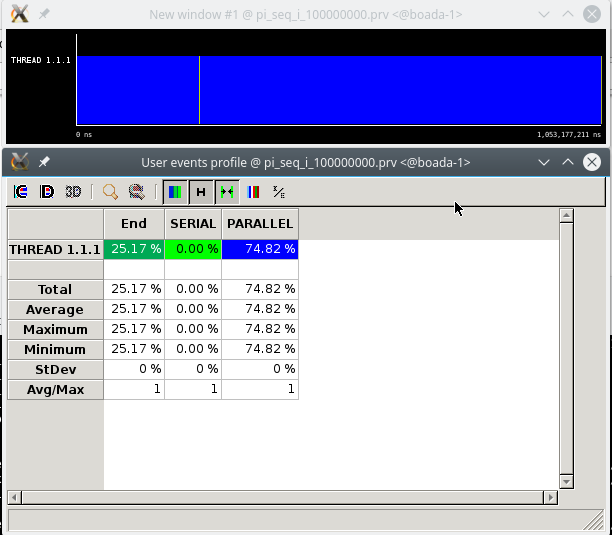 New window #1 @ pi_seq_i_100000000.prv <@boada-1>
THREAD 1.1.1
0 ns
1,053,177,211 ns
User events profile @ pi_seq_i_100000000.prv <@boada-1>
3D H
End SERIAL PARALLEL
THREAD 1.1.1 25.17 % 0.00 % 74.82 %
Total 25.17 % 0.00 % 74.82 %
Average 25.17 % 0.00 % 74.82 %
Maximum 25.17 % 0.00 % 74.82 %
Minimum 25.17 % 0.00 % 74.82 %
StDev 0 % 0 % 0 %
Avg/Max 1 1 1